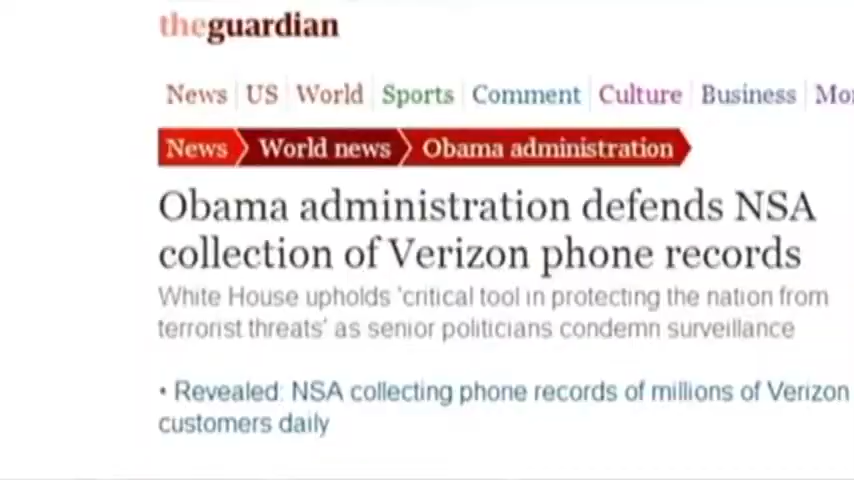 theguardian
News US World Sports Comment Culture Business
News World news Obama administration
Obama administration defends NSA
collection of Verizon phone records
White House upholds 'critical tool in protecting the nation from
terrorist threats' as senior politicians condemn surveillance
• Revealed: NSA collecting phone records of millions of Verizon
customers daily